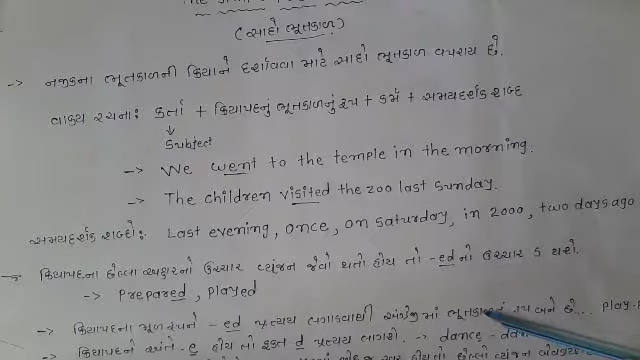 (સાદો ભૂતકાળ)
→ નજીકના ભૂતકાળની ક્રિયાને દર્શાવવા માટે સાદો ભૂતકાળ વપરાય છે.
વાક્ય રચના: કર્તા + ક્રિયાપદનું ભૂતકાળનું રૂપ + કર્મ + સમયદર્શક શબ્દ
↓
Subject
→ We went to the temple in the morning.
→ The children visited the zoo last Sunday.
સમયદર્શક શબ્દો: Last evening, once, on saturday, in 2000, two days ago
→ ક્રિયાપદના છેલ્લા અક્ષરનો ઉચ્ચાર વ્યંજન જેવો થતો હોય તો -ed નો ઉચ્ચાર ડ થશે.
→ Prepared, Played
→ ક્રિયાપદના મૂળ રૂપને - ed પ્રત્યય લગાડવાથી અંગ્રેજીમાં રૂપ બને છે... Play-
→ ક્રિયાપદને અંતે -e હોય તો ફક્ત d પ્રત્યય લાગશે. → dance -